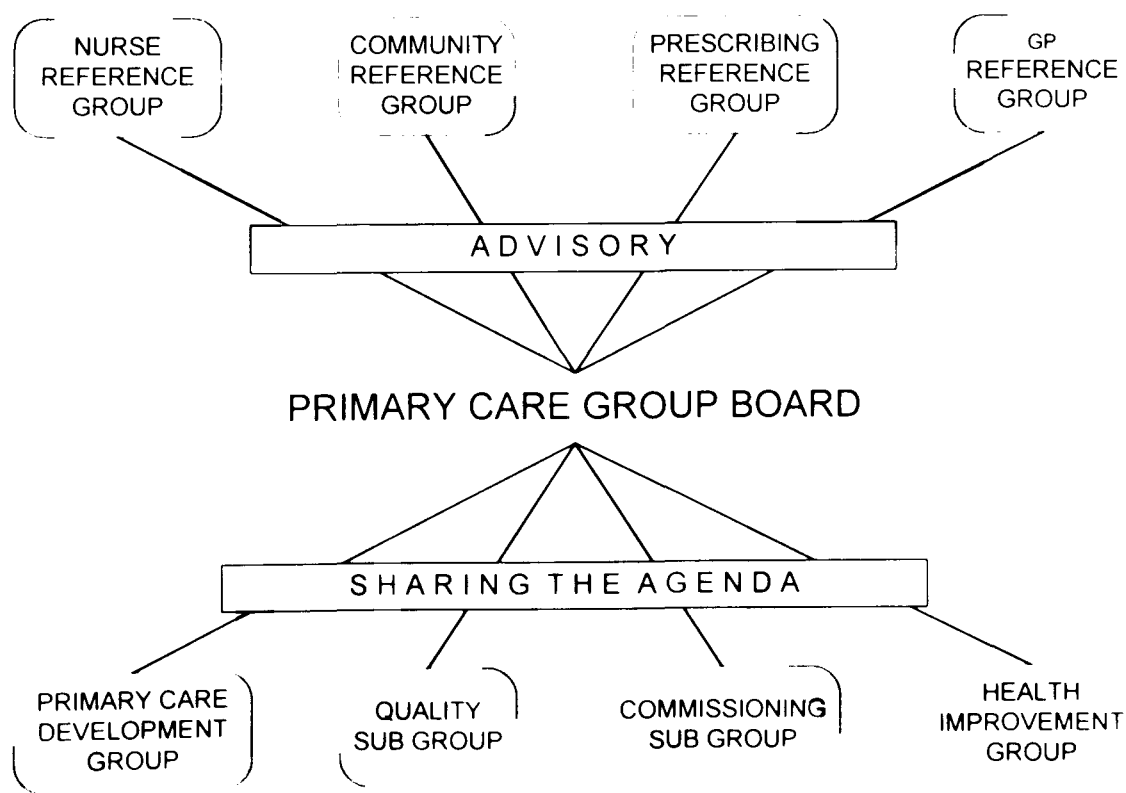 NURSE
REFERENCE
GROUP
COMMUNITY
REFERENCE
GROUP
PRESCRIBING
REFERENCE
GROUP
GP
REFERENCE
GROUP
ADVISORY
PRIMARY CARE GROUP BOARD
SHARING THE AGENDA
PRIMARY CARE
DEVELOPMENT
GROUP
QUALITY
SUB GROUP
COMMISSIONING
SUB GROUP
HEALTH
IMPROVEMENT
GROUP